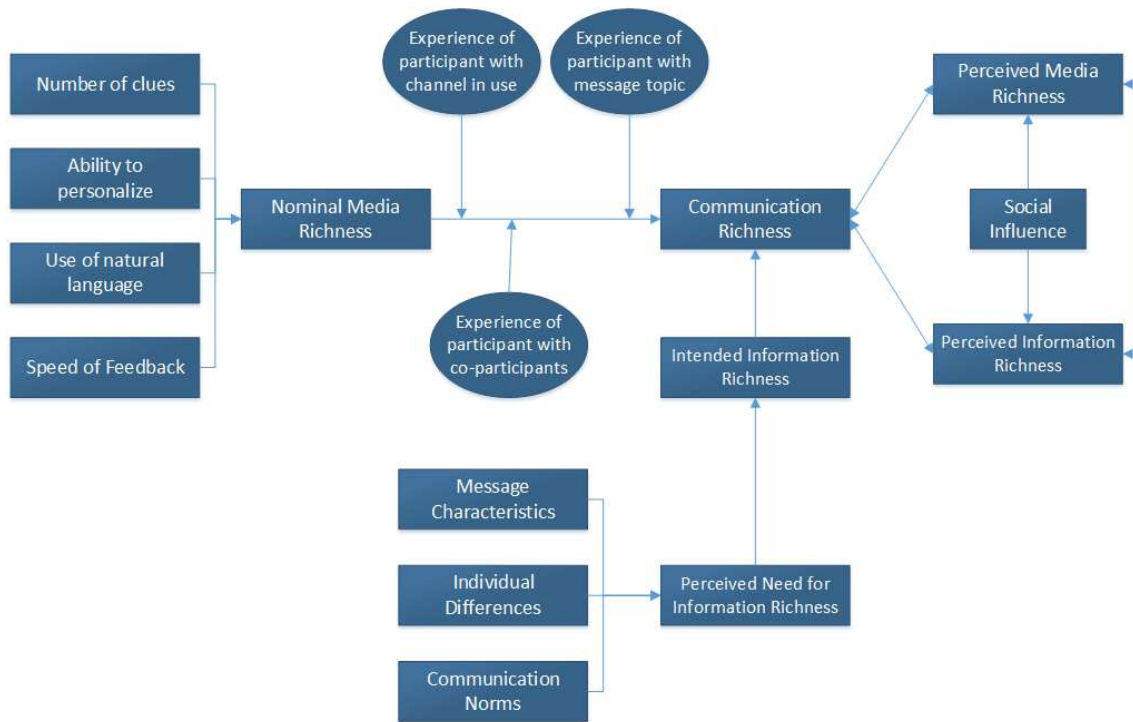 Experience of
participant with
channel in use
Experience of
participant with
message topic
Number of clues
Perceived Media
Richness
Ability to
personalize
Nominal Media
Richness
Communication
Richness
Social
Influence
Use of natural
language
Experience of
participant with
co-participants
Speed of Feedback
Intended Information
Richness
Perceived Information
Richness
Message
Characteristics
Individual
Differences
Perceived Need for
Information Richness
Communication
Norms